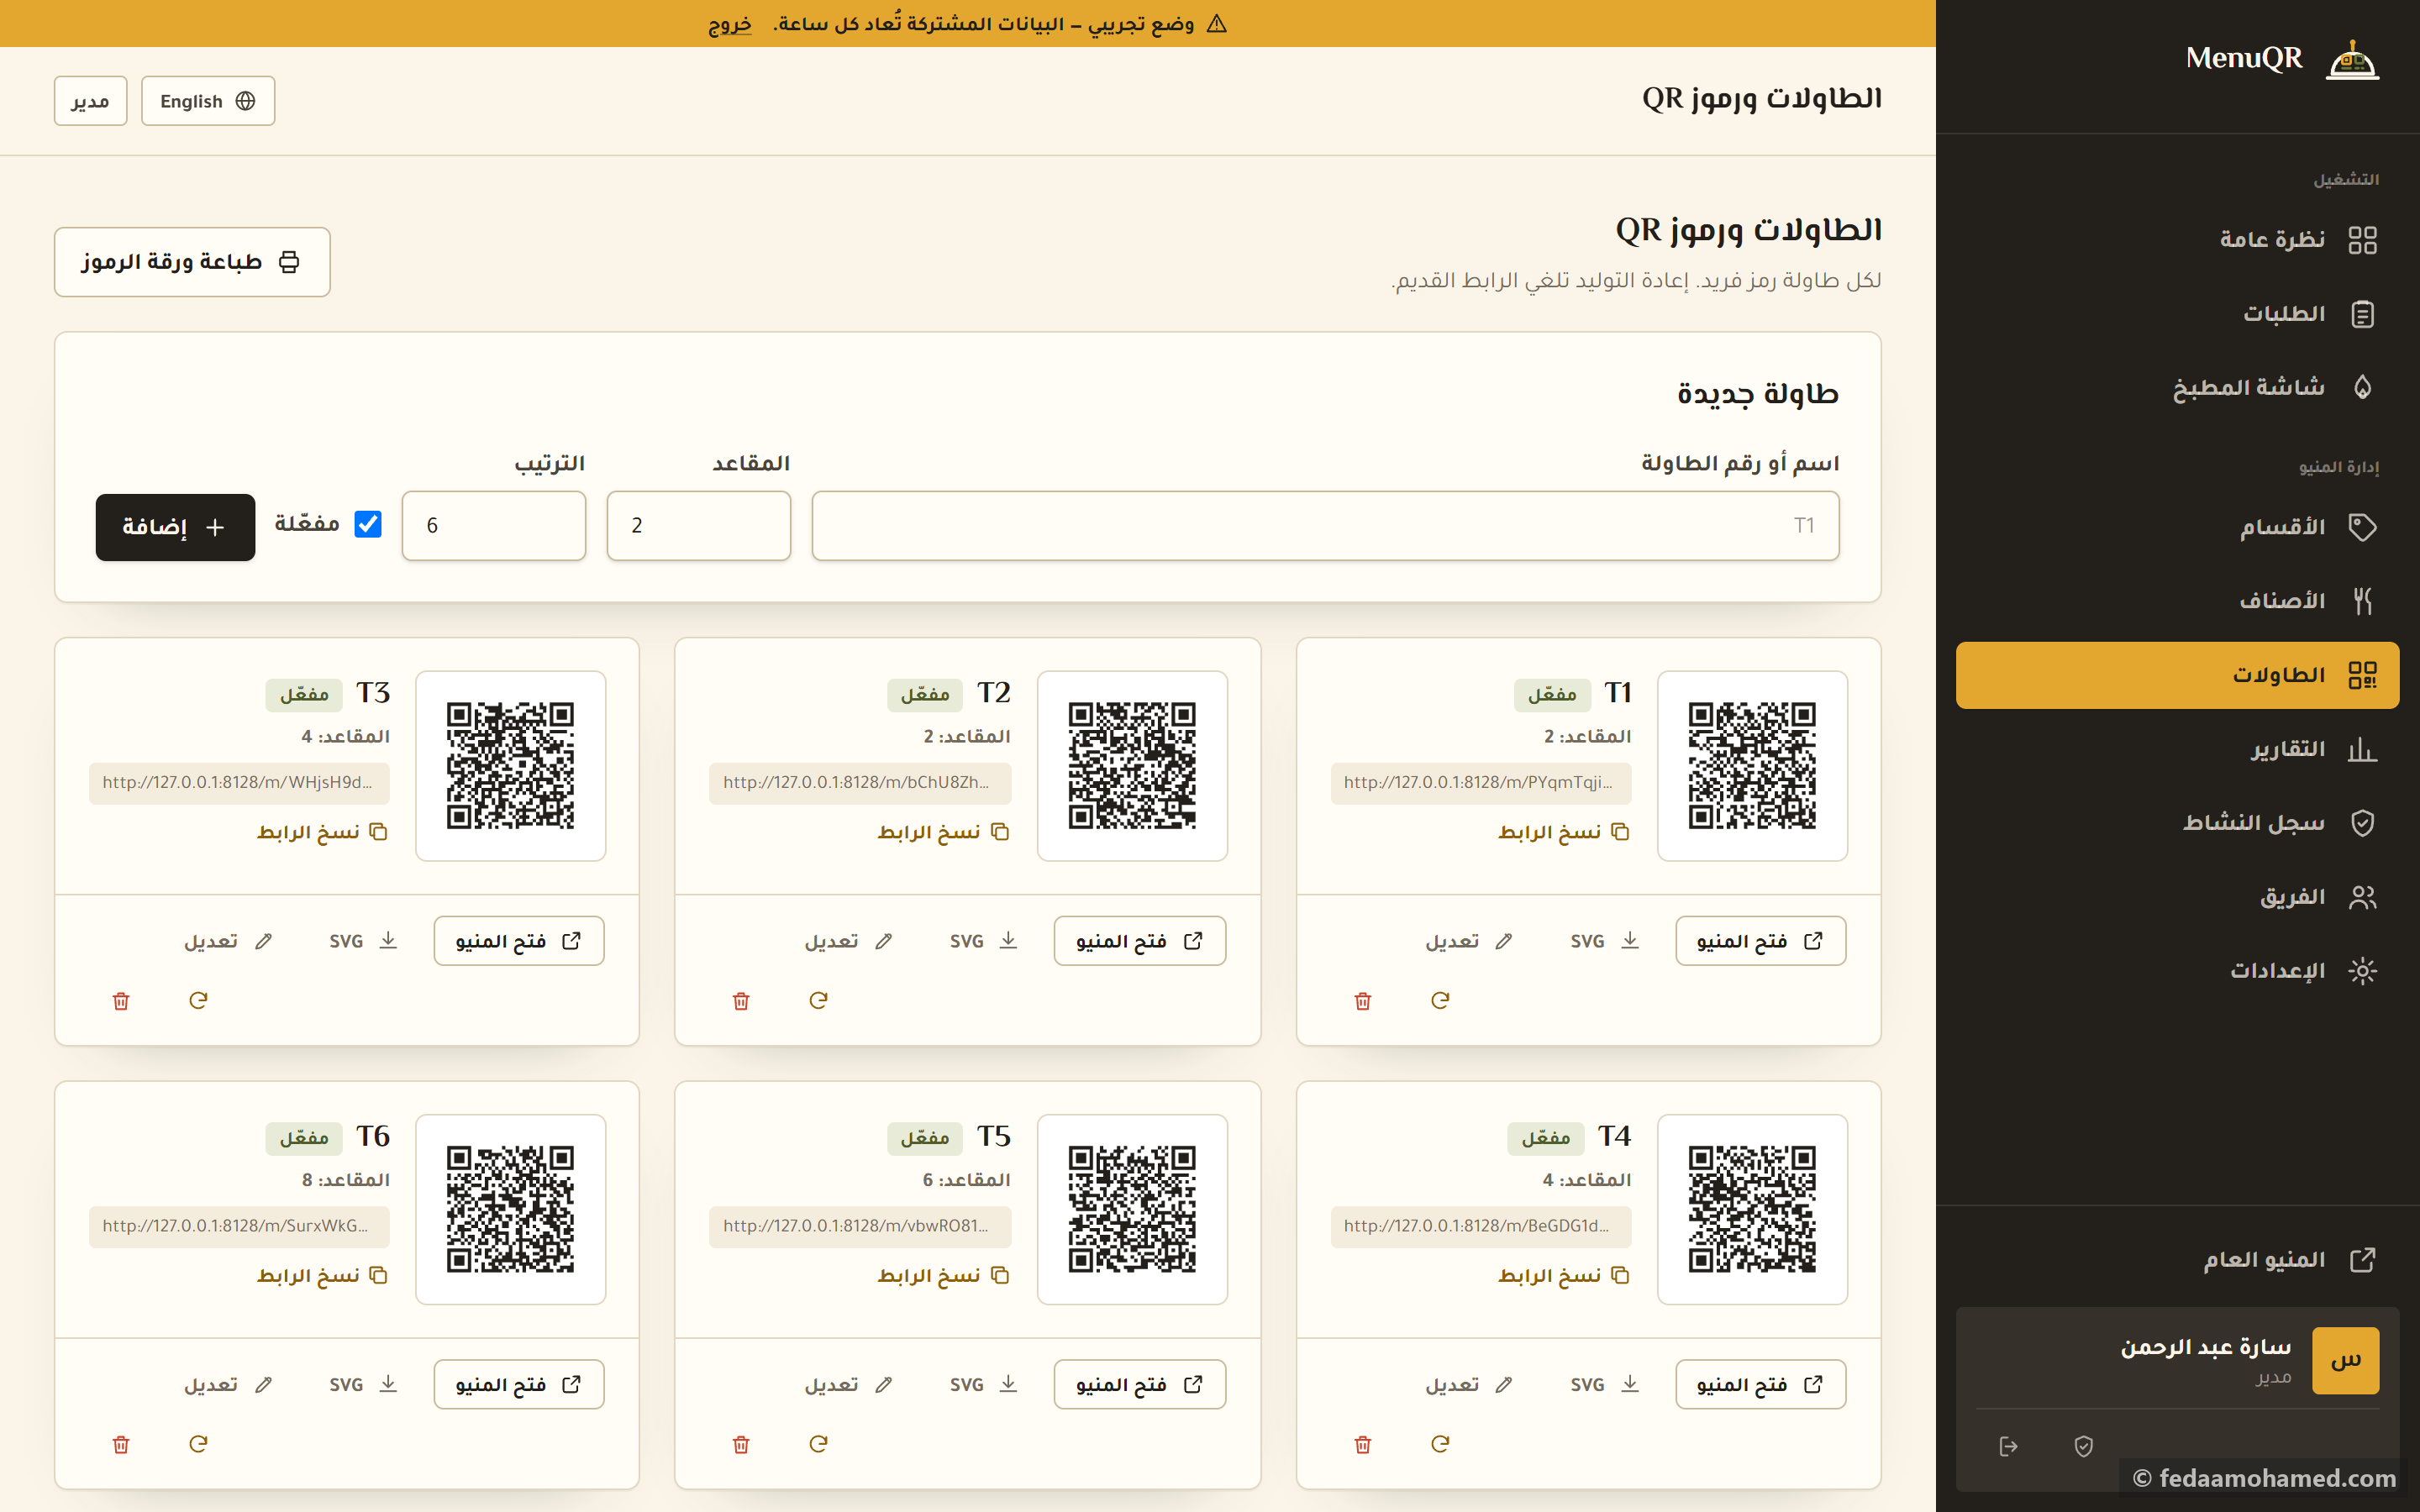 وضع تجريبي – البيانات المشتركة تُعاد كل ساعة. خروج
MenuQR
الطاولات ورموز QR
English
مدير
التشغيل
نظرة عامة
الطلبات
شاشة المطبخ
إدارة المنيو
الأقسام
الأصناف
الطاولات
التقارير
سجل النشاط
الفريق
الإعدادات
المنيو العام
س
سارة عبد الرحمن
مدير
الطاولات ورموز QR
لكل طاولة رمز فريد. إعادة التوليد تلغي الرابط القديم.
طباعة ورقة الرموز
طاولة جديدة
اسم أو رقم الطاولة
المقاعد
الترتيب
T1
2
6
مفعّلة
إضافة
T1 مفعّل
المقاعد: 2
http://127.0.0.1:8128/m/PYqmTqji...
نسخ الرابط
فتح المنيو
SVG
تعديل
T2 مفعّل
المقاعد: 2
http://127.0.0.1:8128/m/bChU8Zh...
نسخ الرابط
فتح المنيو
SVG
تعديل
T3 مفعّل
المقاعد: 4
http://127.0.0.1:8128/m/WHjsH9d...
نسخ الرابط
فتح المنيو
SVG
تعديل
T4 مفعّل
المقاعد: 4
http://127.0.0.1:8128/m/BeGDG1d...
نسخ الرابط
فتح المنيو
SVG
تعديل
T5 مفعّل
المقاعد: 6
http://127.0.0.1:8128/m/vbwRO81...
نسخ الرابط
فتح المنيو
SVG
تعديل
T6 مفعّل
المقاعد: 8
http://127.0.0.1:8128/m/SurxWkG...
نسخ الرابط
فتح المنيو
SVG
تعديل
© fedaamohamed.com